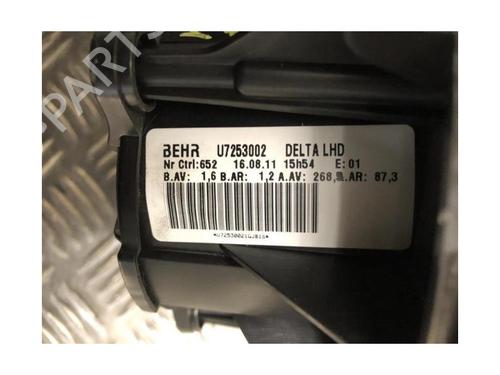 BEHR U7253002 DELTA LHD
Nr Ctrl:652 16.08.11 15h54 E:01
B.AV: 1,6 B.AR: 1,2 A.AV: 268, A.AR: 87,3